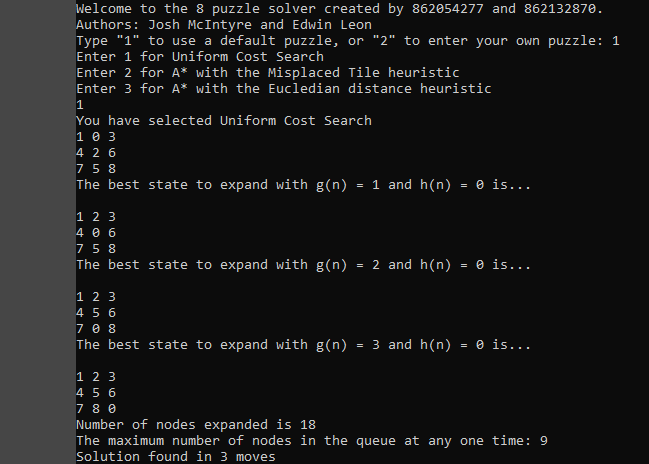 Welcome to the 8 puzzle solver created by 862054277 and 862132870.
Authors: Josh McIntyre and Edwin Leon
Type "1" to use a default puzzle, or "2" to enter your own puzzle: 1
Enter 1 for Uniform Cost Search
Enter 2 for A* with the Misplaced Tile heuristic
Enter 3 for A* with the Eucledian distance heuristic
1
You have selected Uniform Cost Search
1 0 3
4 2 6
7 5 8
The best state to expand with g(n) = 1 and h(n) = 0 is...
1 2 3
4 0 6
7 5 8
The best state to expand with g(n) = 2 and h(n) = 0 is...
1 2 3
4 5 6
7 0 8
The best state to expand with g(n) = 3 and h(n) = 0 is...
1 2 3
4 5 6
7 8 0
Number of nodes expanded is 18
The maximum number of nodes in the queue at any one time: 9
Solution found in 3 moves